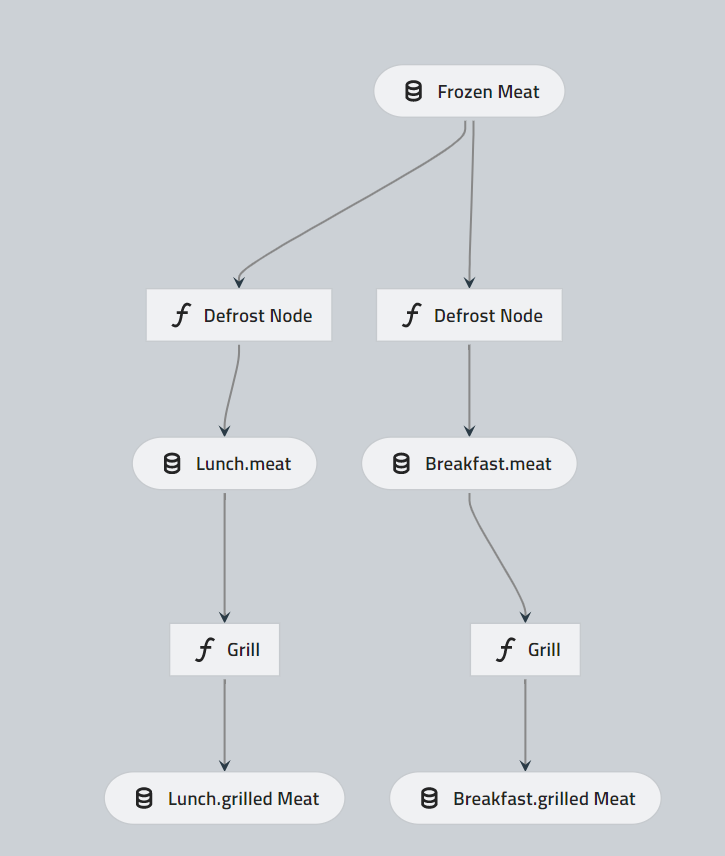 Frozen Meat
Defrost Node
Defrost Node
Lunch.meat
Breakfast.meat
Grill
Grill
Lunch.grilled Meat
Breakfast.grilled Meat